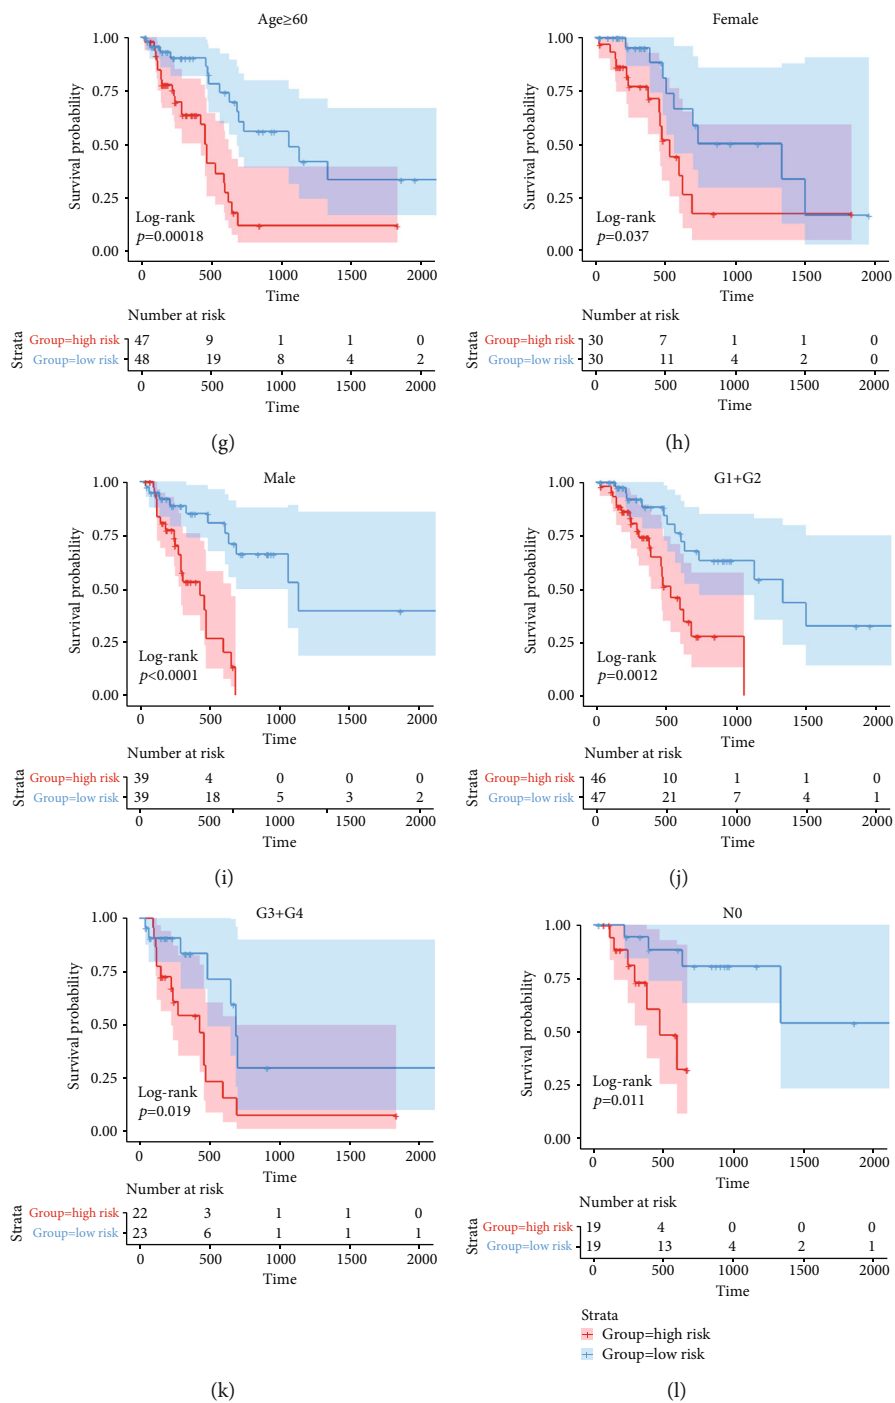 Age≥60
Survival probability
1.00
0.75
0.50
0.25
0.00
Log-rank
p=0.00018
0 500 1000 1500 2000
Time
Number at risk
Strata
Group=high risk 47 9 1 1 0
Group=low risk 48 19 8 4 2
0 500 1000 1500 2000
Time
(g)
Female
Survival probability
1.00
0.75
0.50
0.25
0.00
Log-rank
p=0.037
0 500 1000 1500 2000
Time
Number at risk
Strata
Group=high risk 30 7 1 1 0
Group=low risk 30 11 4 2 0
0 500 1000 1500 2000
Time
(h)
Male
Survival probability
1.00
0.75
0.50
0.25
0.00
Log-rank
p<0.0001
0 500 1000 1500 2000
Time
Number at risk
Strata
Group=high risk 39 4 0 0 0
Group=low risk 39 18 5 3 2
0 500 1000 1500 2000
Time
(i)
G1+G2
Survival probability
1.00
0.75
0.50
0.25
0.00
Log-rank
p=0.0012
0 500 1000 1500 2000
Time
Number at risk
Strata
Group=high risk 46 10 1 1 0
Group=low risk 47 21 7 4 1
0 500 1000 1500 2000
Time
(j)
G3+G4
Survival probability
1.00
0.75
0.50
0.25
0.00
Log-rank
p=0.019
0 500 1000 1500 2000
Time
Number at risk
Strata
Group=high risk 22 3 1 1 0
Group=low risk 23 6 1 1 1
0 500 1000 1500 2000
Time
(k)
N0
Survival probability
1.00
0.75
0.50
0.25
0.00
Log-rank
p=0.011
0 500 1000 1500 2000
Time
Number at risk
Strata
Group=high risk 19 4 0 0 0
Group=low risk 19 13 4 2 1
0 500 1000 1500 2000
Time
Strata
Group=high risk
Group=low risk
(l)